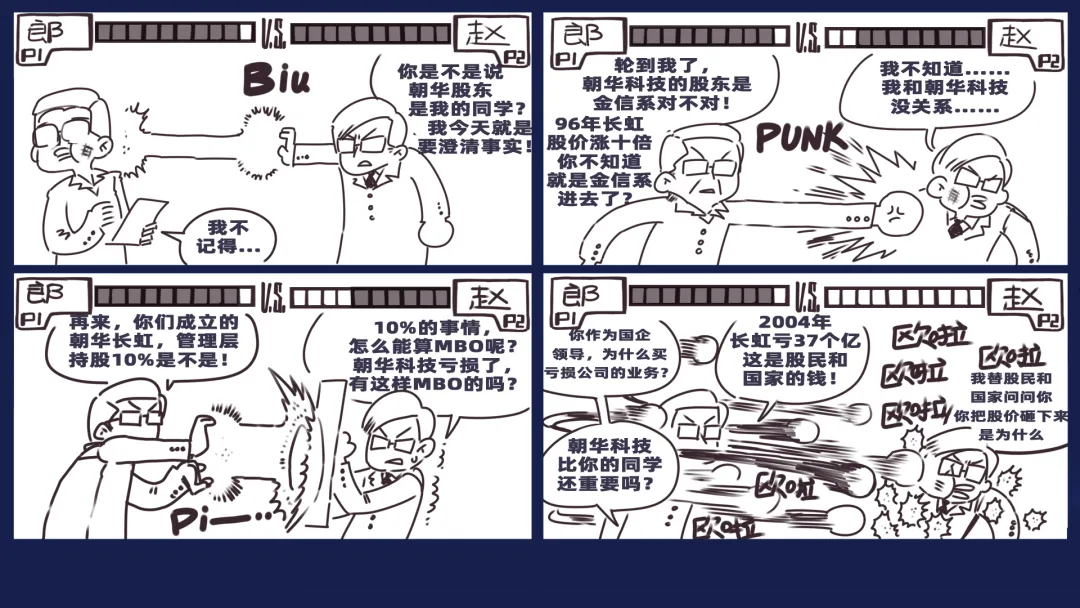 郎
V.S.
赵
P1
P2
Biu
你是不是说
朝华股东
是我的同学？
我今天就是
要澄清事实！
我不
记得...
郎
V.S.
赵
P1
P2
轮到我了，
朝华科技的股东是
金信系对不对！
96年长虹
股价涨十倍
你不知道
就是金信系
进去了？
PUNK
我不知道......
我和朝华科技
没关系......
郎
V.S.
赵
P1
P2
再来，你们成立的
朝华长虹，管理层
持股10%是不是！
10%的事情，
怎么能算MBO呢？
朝华科技亏损了，
有这样MBO的吗？
Pi一··
郎
V.S.
赵
P1
P2
你作为国企
领导，为什么买
亏损公司的业务？
2004年
长虹亏37个亿
这是股民和
国家的钱！
欧啦
欧啦
欧啦
欧啦
我替股民和
国家问问你
你把股价砸下来
是为什么
朝华科技
比你的同学
还重要吗？
欧啦
欧啦